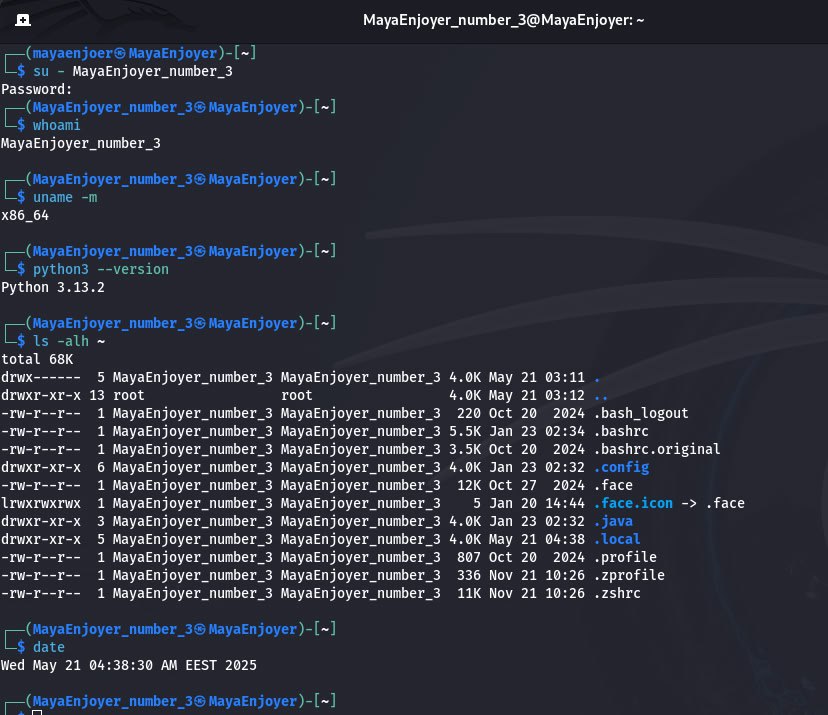 MayaEnjoyer_number_3@MayaEnjoyer: ~
┌──(mayaenjoer㉿MayaEnjoyer)-[~]
└─$ su - MayaEnjoyer_number_3
Password:
┌──(MayaEnjoyer_number_3㉿MayaEnjoyer)-[~]
└─$ whoami
MayaEnjoyer_number_3
┌──(MayaEnjoyer_number_3㉿MayaEnjoyer)-[~]
└─$ uname -m
x86_64
┌──(MayaEnjoyer_number_3㉿MayaEnjoyer)-[~]
└─$ python3 --version
Python 3.13.2
┌──(MayaEnjoyer_number_3㉿MayaEnjoyer)-[~]
└─$ ls -alh ~
total 68K
drwx------  5 MayaEnjoyer_number_3 MayaEnjoyer_number_3 4.0K May 21 03:11 .
drwxr-xr-x 13 root                 root                 4.0K May 21 03:12 ..
-rw-r--r--  1 MayaEnjoyer_number_3 MayaEnjoyer_number_3  220 Oct 20  2024 .bash_logout
-rw-r--r--  1 MayaEnjoyer_number_3 MayaEnjoyer_number_3 5.5K Jan 23 02:34 .bashrc
-rw-r--r--  1 MayaEnjoyer_number_3 MayaEnjoyer_number_3 3.5K Oct 20  2024 .bashrc.original
drwxr-xr-x  6 MayaEnjoyer_number_3 MayaEnjoyer_number_3 4.0K Jan 23 02:32 .config
-rw-r--r--  1 MayaEnjoyer_number_3 MayaEnjoyer_number_3  12K Oct 27  2024 .face
lrwxrwxrwx  1 MayaEnjoyer_number_3 MayaEnjoyer_number_3    5 Jan 20 14:44 .face.icon -> .face
drwxr-xr-x  3 MayaEnjoyer_number_3 MayaEnjoyer_number_3 4.0K Jan 23 02:32 .java
drwxr-xr-x  5 MayaEnjoyer_number_3 MayaEnjoyer_number_3 4.0K May 21 04:38 .local
-rw-r--r--  1 MayaEnjoyer_number_3 MayaEnjoyer_number_3  807 Oct 20  2024 .profile
-rw-r--r--  1 MayaEnjoyer_number_3 MayaEnjoyer_number_3  336 Nov 21 10:26 .zprofile
-rw-r--r--  1 MayaEnjoyer_number_3 MayaEnjoyer_number_3  11K Nov 21 10:26 .zshrc
┌──(MayaEnjoyer_number_3㉿MayaEnjoyer)-[~]
└─$ date
Wed May 21 04:38:30 AM EEST 2025
┌──(MayaEnjoyer_number_3㉿MayaEnjoyer)-[~]
└─$